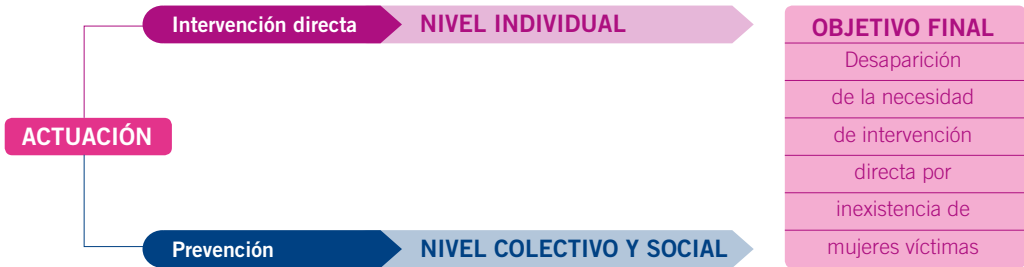 Intervención directa NIVEL INDIVIDUAL
ACTUACIÓN
Prevención NIVEL COLECTIVO Y SOCIAL
OBJETIVO FINAL
Desaparición
de la necesidad
de intervención
directa por
inexistencia de
mujeres víctimas